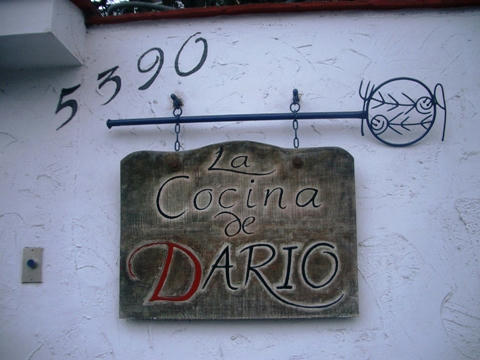 5390
La
Cocina
de
DARIO